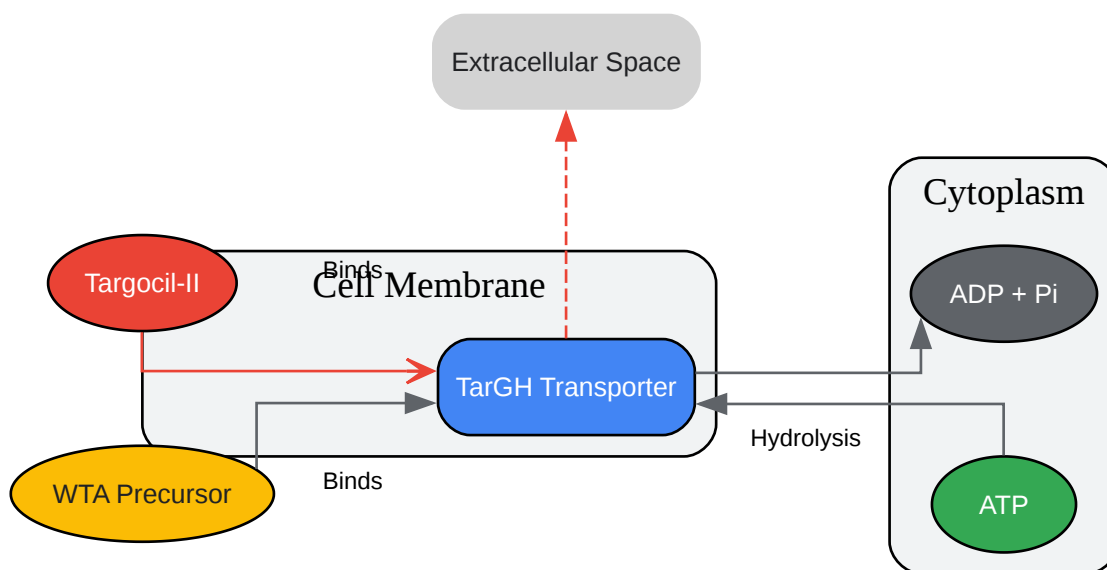 Extracellular Space
Cytoplasm
Binds
Cell Membrane
Targocil-II
ADP + Pi
TarGH Transporter
Hydrolysis
Binds
WTA Precursor
ATP